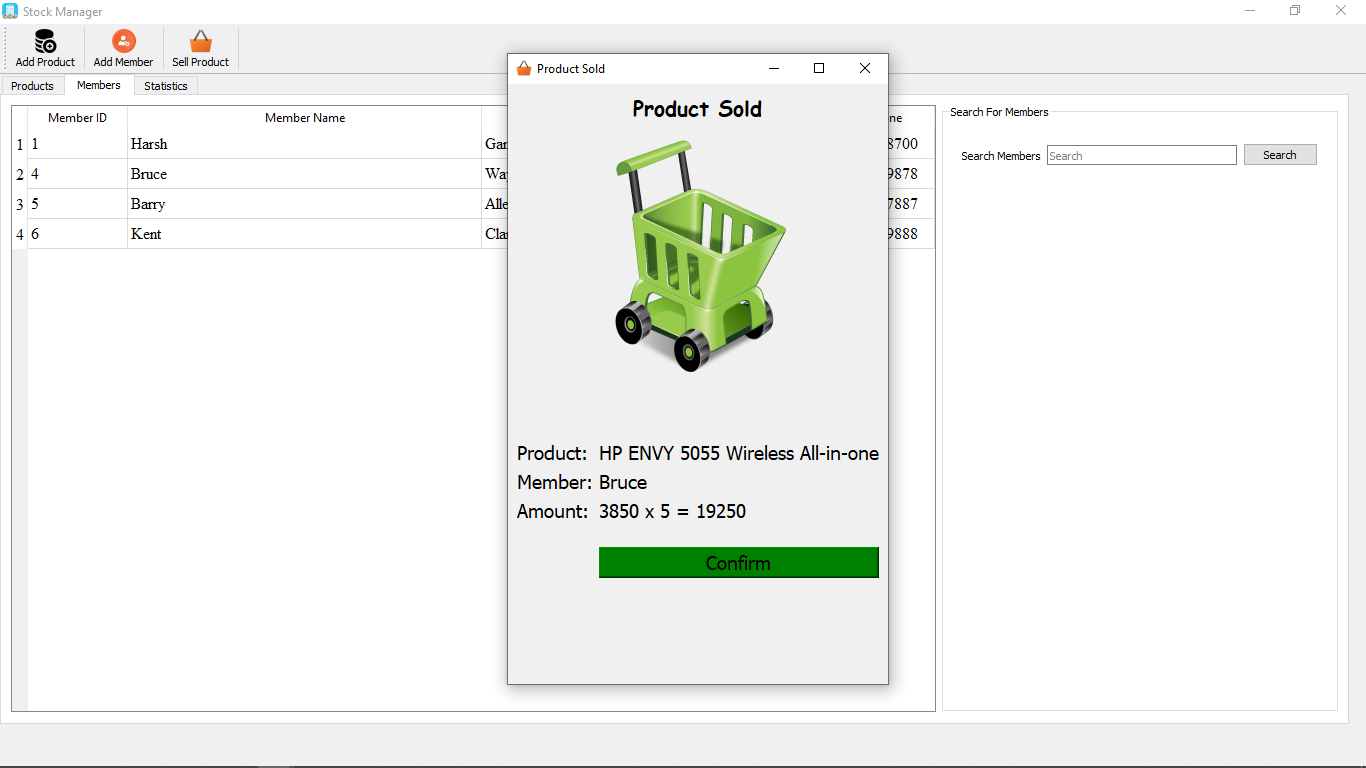 Stock Manager
Add Product Add Member Sell Product
Products Members Statistics
Member ID Member Name ne
1 1 Harsh Gar 8700
2 4 Bruce Way 9878
3 5 Barry Alle 7887
4 6 Kent Clar 9888
Product Sold
Product Sold
Product: HP ENVY 5055 Wireless All-in-one
Member: Bruce
Amount: 3850 x 5 = 19250
Confirm
Search For Members
Search Members Search Search